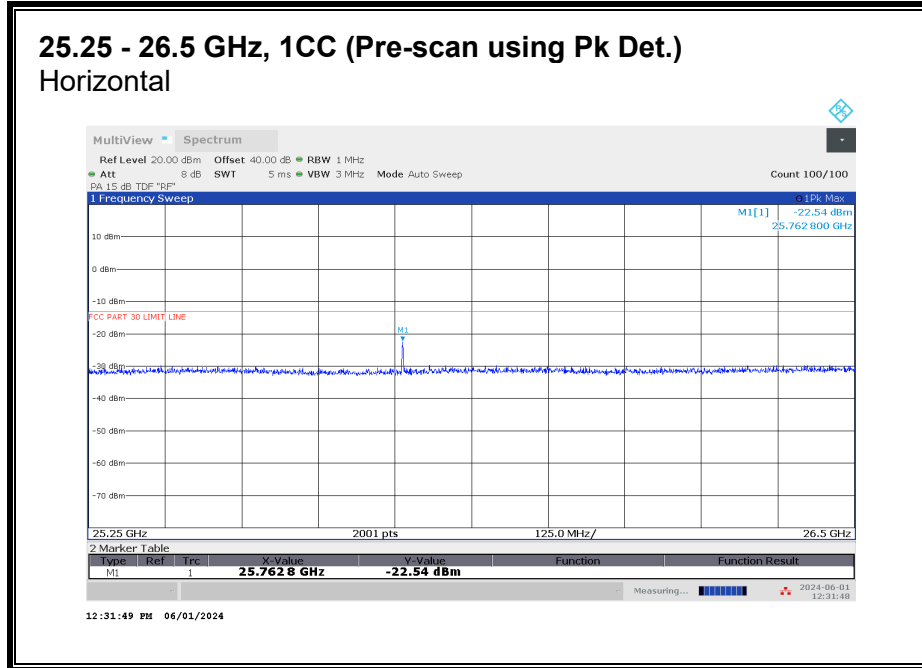 25.25 - 26.5 GHz, 1CC (Pre-scan using Pk Det.)
Horizontal
R&S
MultiView Spectrum
Ref Level 20.00 dBm Offset 40.00 dB RBW 1 MHz
Att 8 dB SWT 5 ms VBW 3 MHz Mode Auto Sweep Count 100/100
PA 15 dB TDF "RF"
1 Frequency Sweep 1Pk Max
M1[1] -22.54 dBm
25.762 800 GHz
10 dBm
0 dBm
-10 dBm
FCC PART 30 LIMIT LINE
M1
-20 dBm
-30 dBm
-40 dBm
-50 dBm
-60 dBm
-70 dBm
25.25 GHz 2001 pts 125.0 MHz/ 26.5 GHz
2 Marker Table
Type Ref Trc X-Value Y-Value Function Function Result
M1 1 25.762 8 GHz -22.54 dBm
Measuring... 2024-06-01
12:31:48
12:31:49 PM 06/01/2024